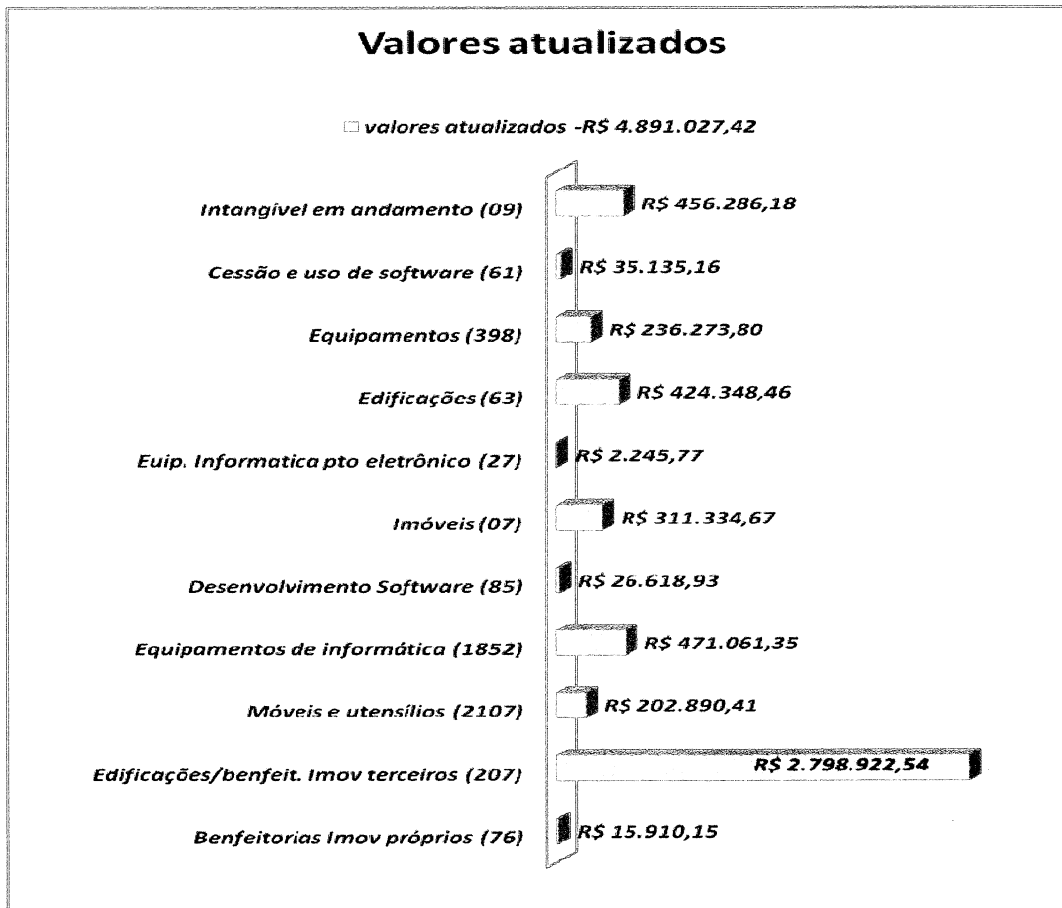 Valores atualizados
valores atualizados -R$ 4.891.027,42
Intangível em andamento (09) R$ 456.286,18
Cessão e uso de software (61) R$ 35.135,16
Equipamentos (398) R$ 236.273,80
Edificações (63) R$ 424.348,46
Euip. Informatica pto eletrônico (27) R$ 2.245,77
Imóveis (07) R$ 311.334,67
Desenvolvimento Software (85) R$ 26.618,93
Equipamentos de informática (1852) R$ 471.061,35
Móveis e utensílios (2107) R$ 202.890,41
Edificações/benfeit. Imov terceiros (207) R$ 2.798.922,54
Benfeitorias Imov próprios (76) R$ 15.910,15